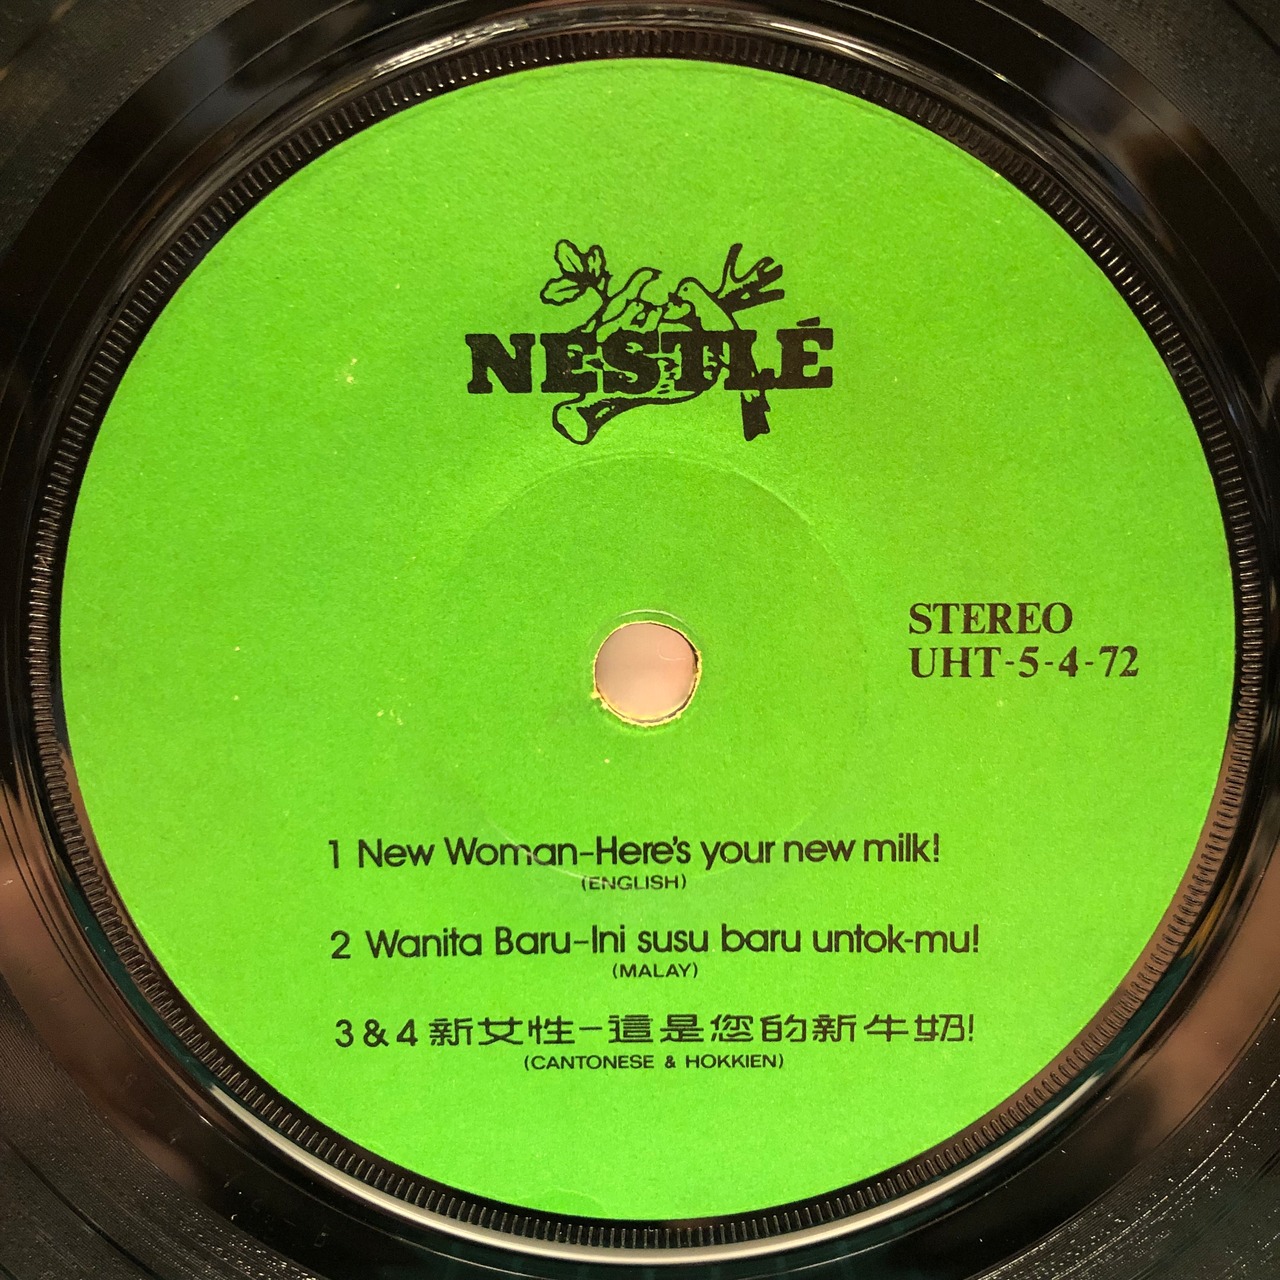 NESTLÉ
STEREO
UHT-5-4-72
1 New Woman-Here's your new milk!
(ENGLISH)
2 Wanita Baru-Ini susu baru untok-mu!
(MALAY)
3 & 4 新女性-這是您的新牛奶!
(CANTONESE & HOKKIEN)